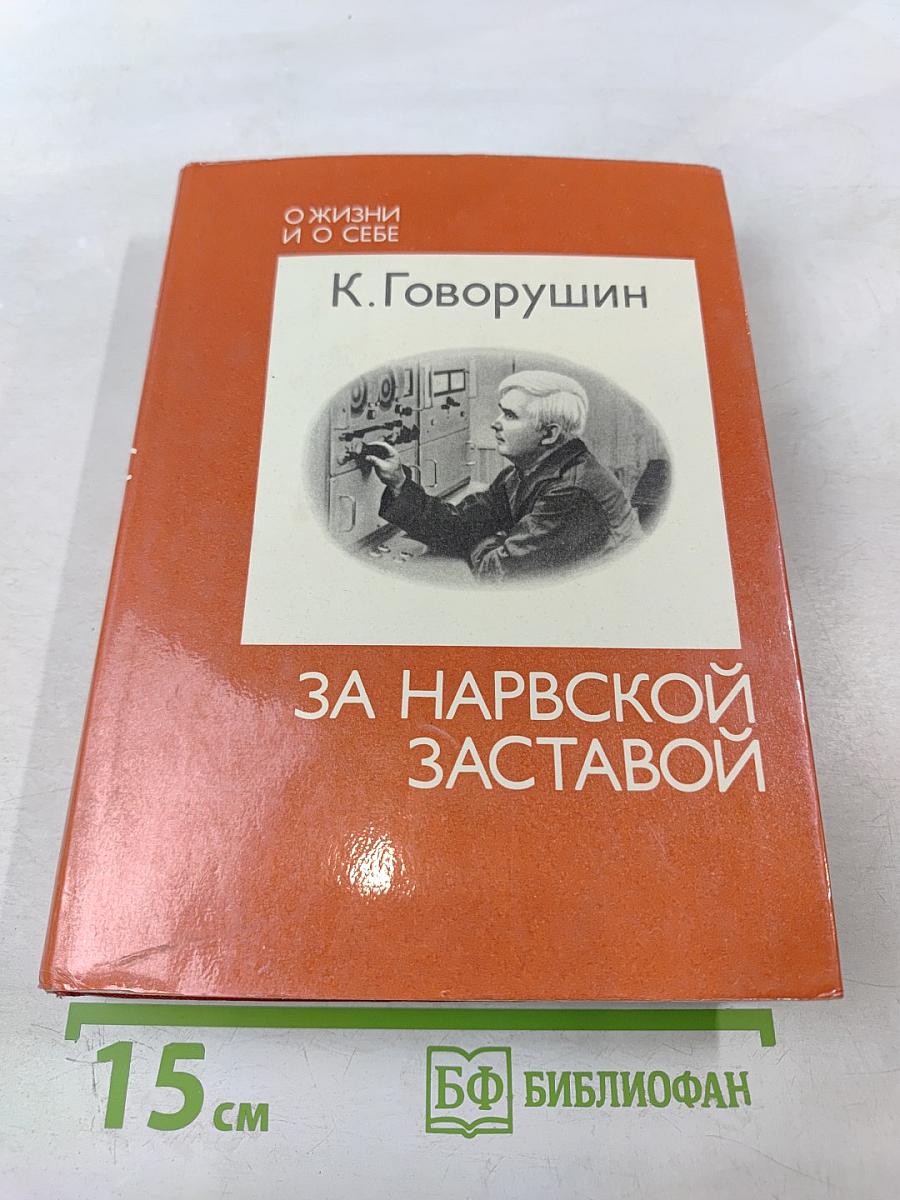 О ЖИЗНИ
И О СЕБЕ
К. Говорушин
ЗА НАРВСКОЙ
ЗАСТАВОЙ
15 см
БФ БИБЛИОФАН